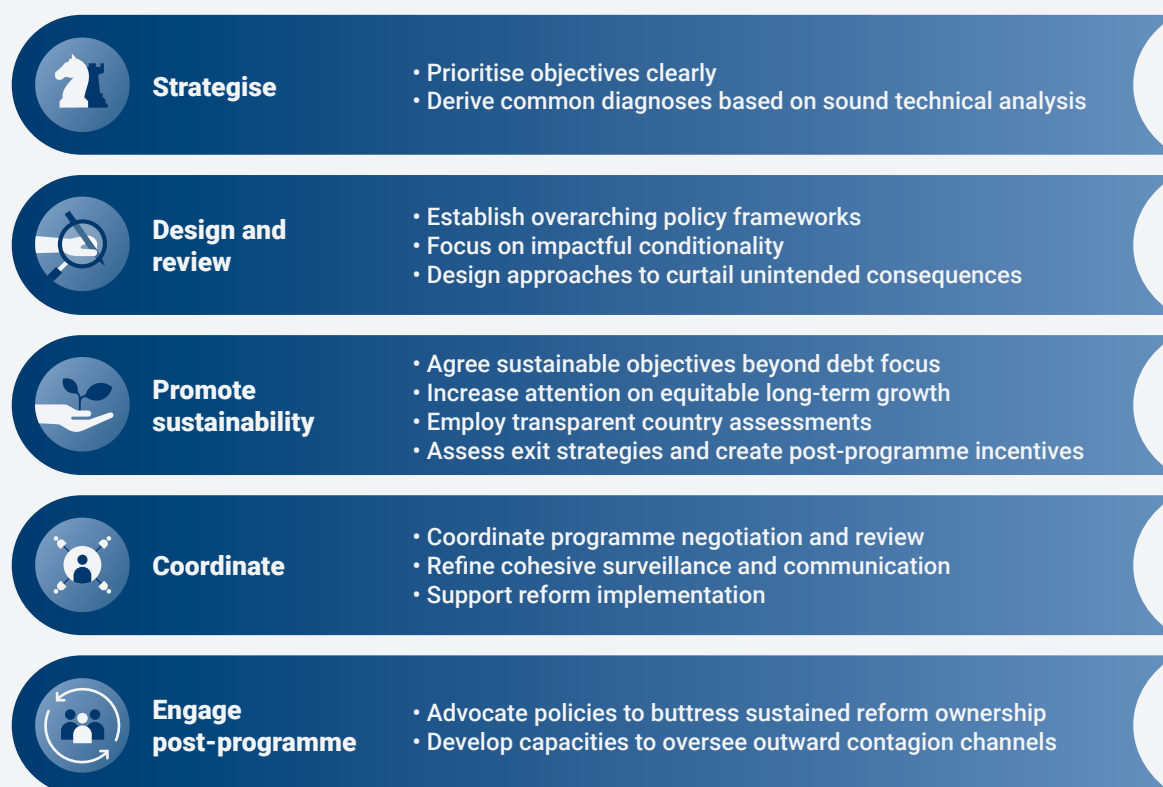 Strategise
• Prioritise objectives clearly
• Derive common diagnoses based on sound technical analysis
Design and
review
• Establish overarching policy frameworks
• Focus on impactful conditionality
• Design approaches to curtail unintended consequences
Promote
sustainability
• Agree sustainable objectives beyond debt focus
• Increase attention on equitable long-term growth
• Employ transparent country assessments
• Assess exit strategies and create post-programme incentives
Coordinate
• Coordinate programme negotiation and review
• Refine cohesive surveillance and communication
• Support reform implementation
Engage
post-programme
• Advocate policies to buttress sustained reform ownership
• Develop capacities to oversee outward contagion channels